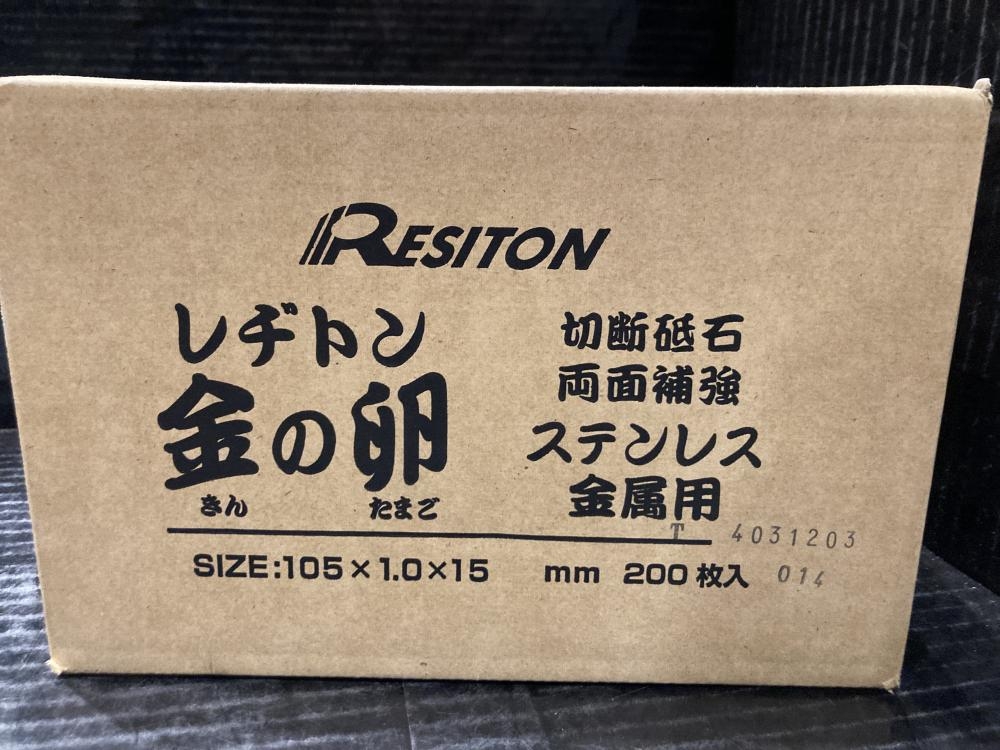 RESITON
レヂトン
金の卵
きん たまご
切断砥石
両面補強
ステンレス
金属用
T 4031203
SIZE:105×1.0×15 mm 200枚入 014